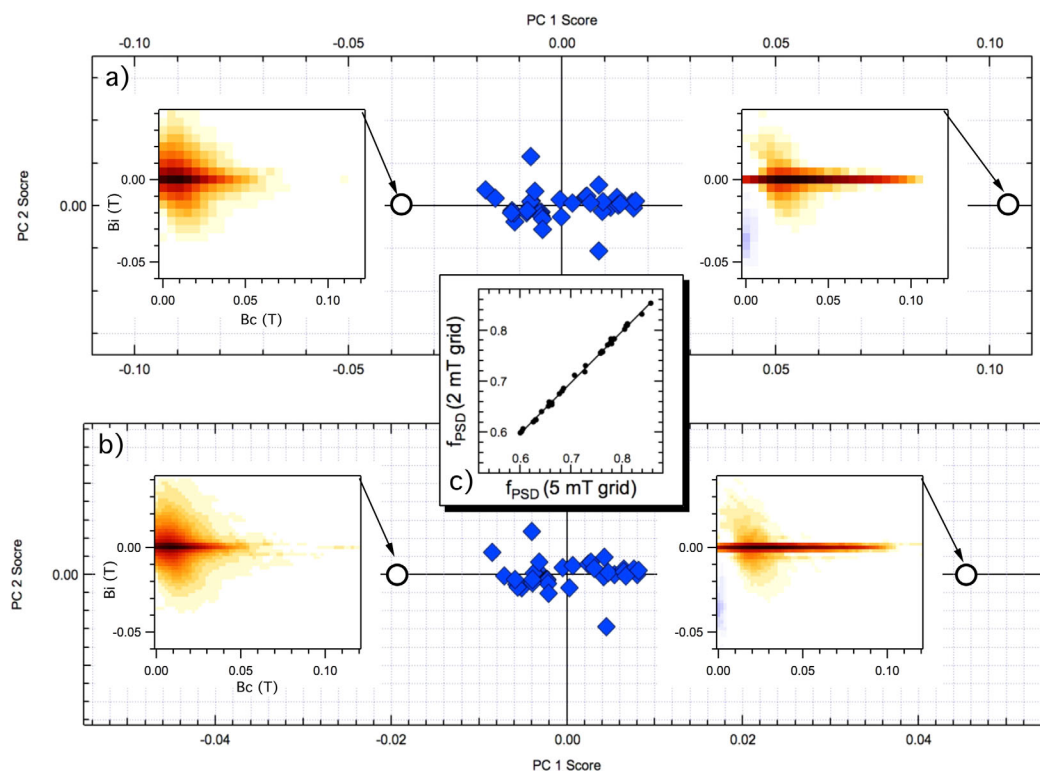 PC 1 Score
-0.10 -0.05 0.00 0.05 0.10
a)
PC 2 Socre
0.00
Bi (T)
0.00
-0.05
0.00 0.05 0.10
Bc (T)
0.00
-0.05
0.00 0.05 0.10
-0.10 -0.05 0.05 0.10
f_PSD (2 mT grid)
0.8
0.7
0.6
0.6 0.7 0.8
c)
f_PSD (5 mT grid)
b)
PC 2 Score
0.00
Bi (T)
0.00
-0.05
0.00 0.05 0.10
Bc (T)
0.00
-0.05
0.00 0.05 0.10
-0.04 -0.02 0.00 0.02 0.04
PC 1 Score